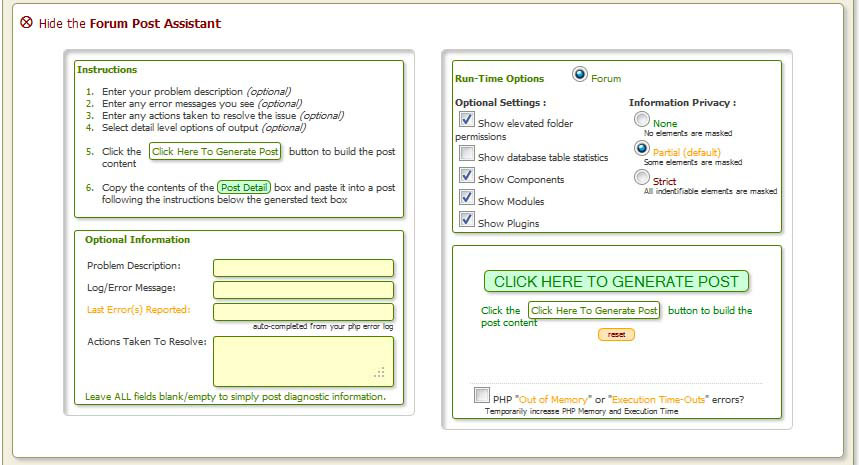 Hide the Forum Post Assistant
Instructions
1. Enter your problem description (optional)
2. Enter any error messages you see (optional)
3. Enter any actions taken to resolve the issue (optional)
4. Select detail level options of output (optional)
5. Click the Click Here To Generate Post button to build the post
content
6. Copy the contents of the Post Detail box and paste it into a post
following the instructions below the genersted text box
Optional Information
Problem Description:
Log/Error Message:
Last Error(s) Reported:
auto-completed from your php error log
Actions Taken To Resolve:
Leave ALL fields blank/empty to simply post diagnostic information.
Run-Time Options Forum
Optional Settings :
Show elevated folder
permissions
Show database table statistics
Show Components
Show Modules
Show Plugins
Information Privacy :
None
No elements are masked
Partial (default)
Some elements are masked
Strict
All indentifiable elements are masked
CLICK HERE TO GENERATE POST
Click the Click Here To Generate Post button to build the
post content
reset
PHP "Out of Memory" or "Execution Time-Outs" errors?
Temporarily increase PHP Memory and Execution Time